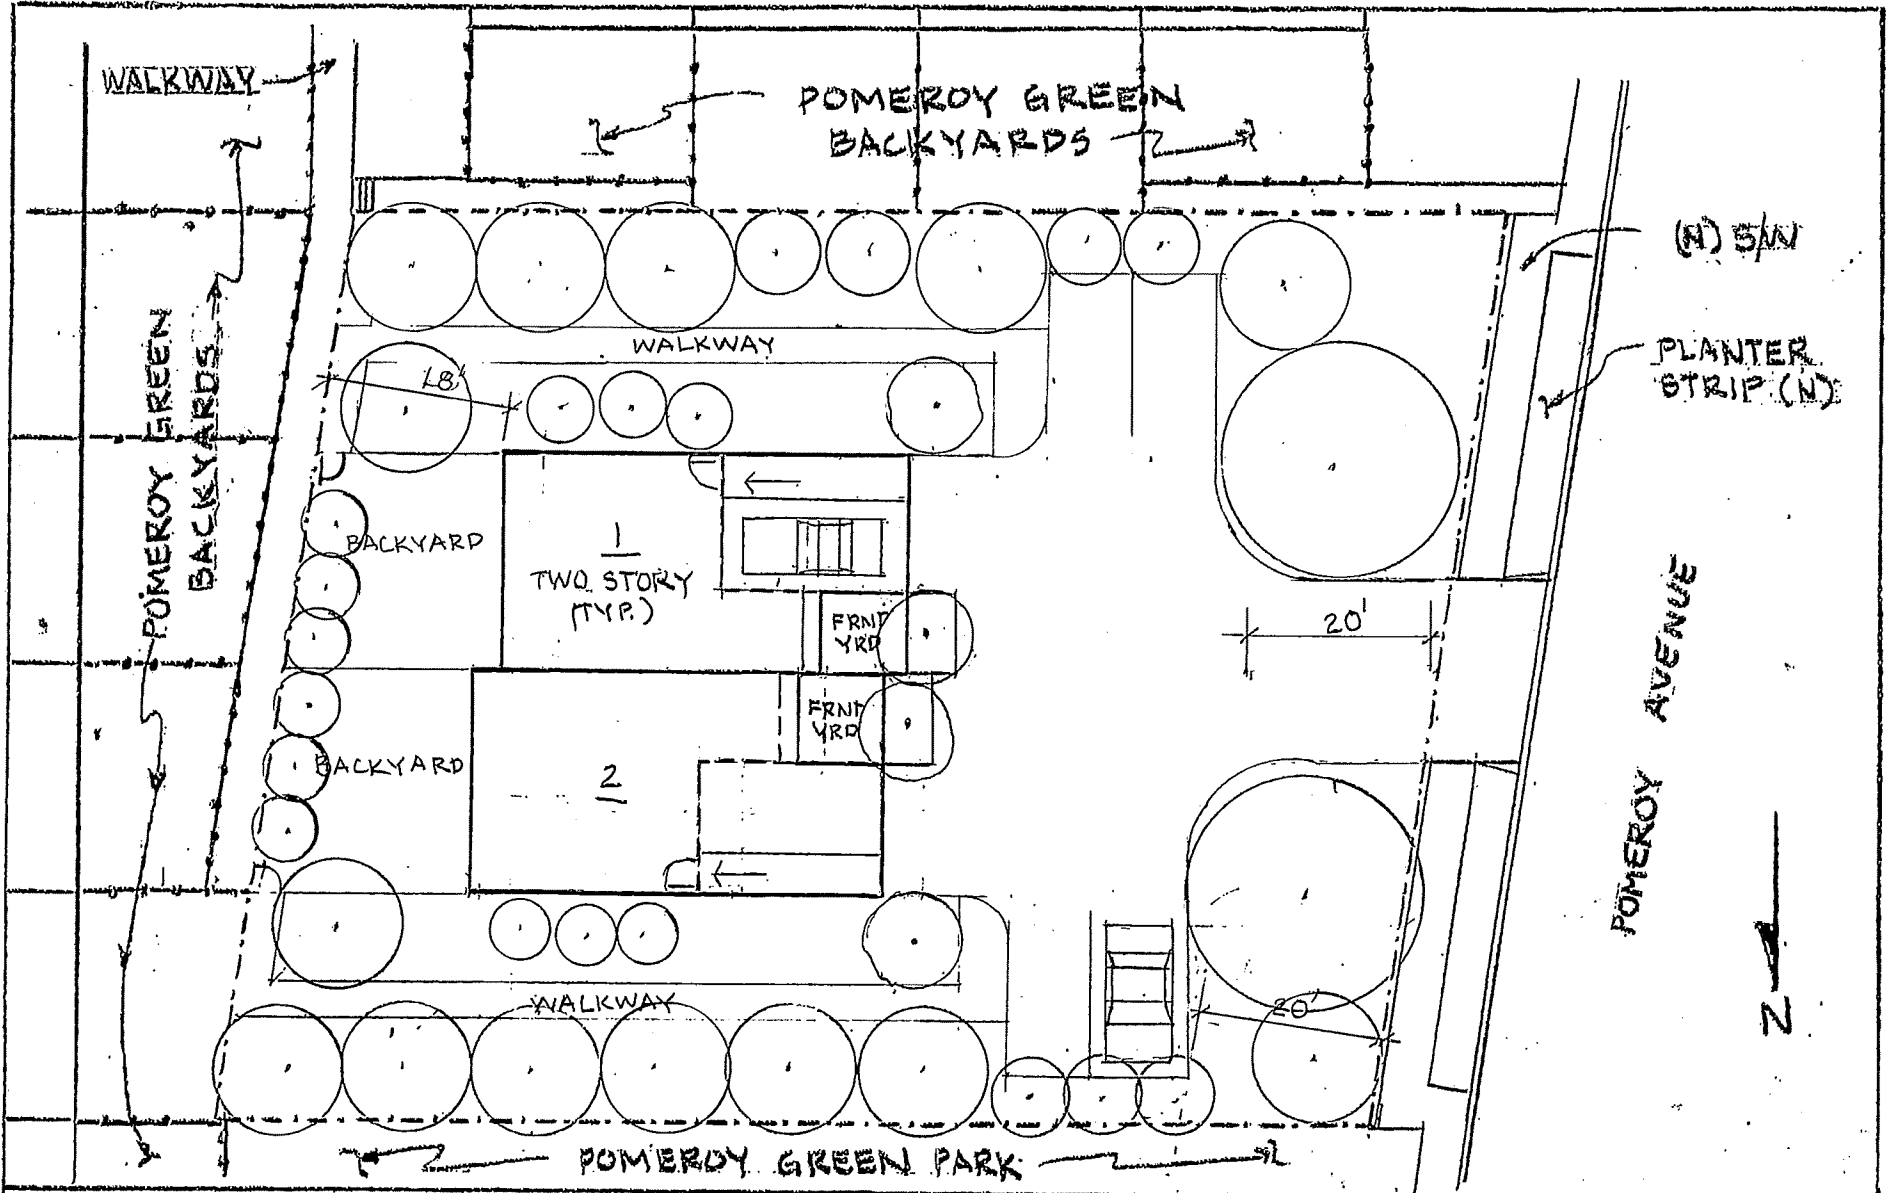 WALKWAY
POMEROY GREEN
BACKYARDS
(N) S/W
PLANTER
STRIP (N)
WALKWAY
18'
POMEROY GREEN
BACKYARDS
BACKYARD
1
TWO STORY
(TYP.)
FRNT
YRD
20'
FRNT
YRD
BACKYARD
2
POMEROY AVENUE
WALKWAY
20'
N
POMEROY GREEN PARK